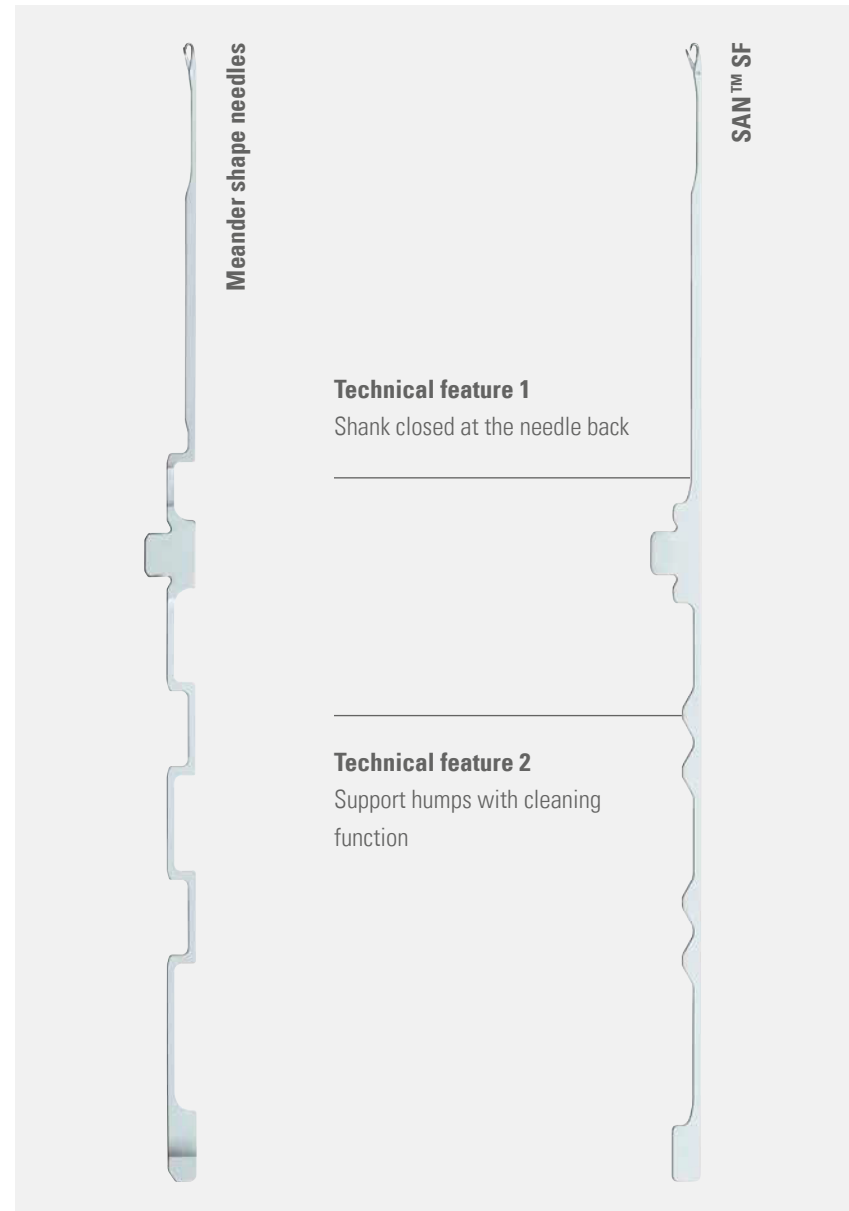 Meander shape needles
SAN™ SF
Technical feature 1
Shank closed at the needle back
Technical feature 2
Support humps with cleaning
function